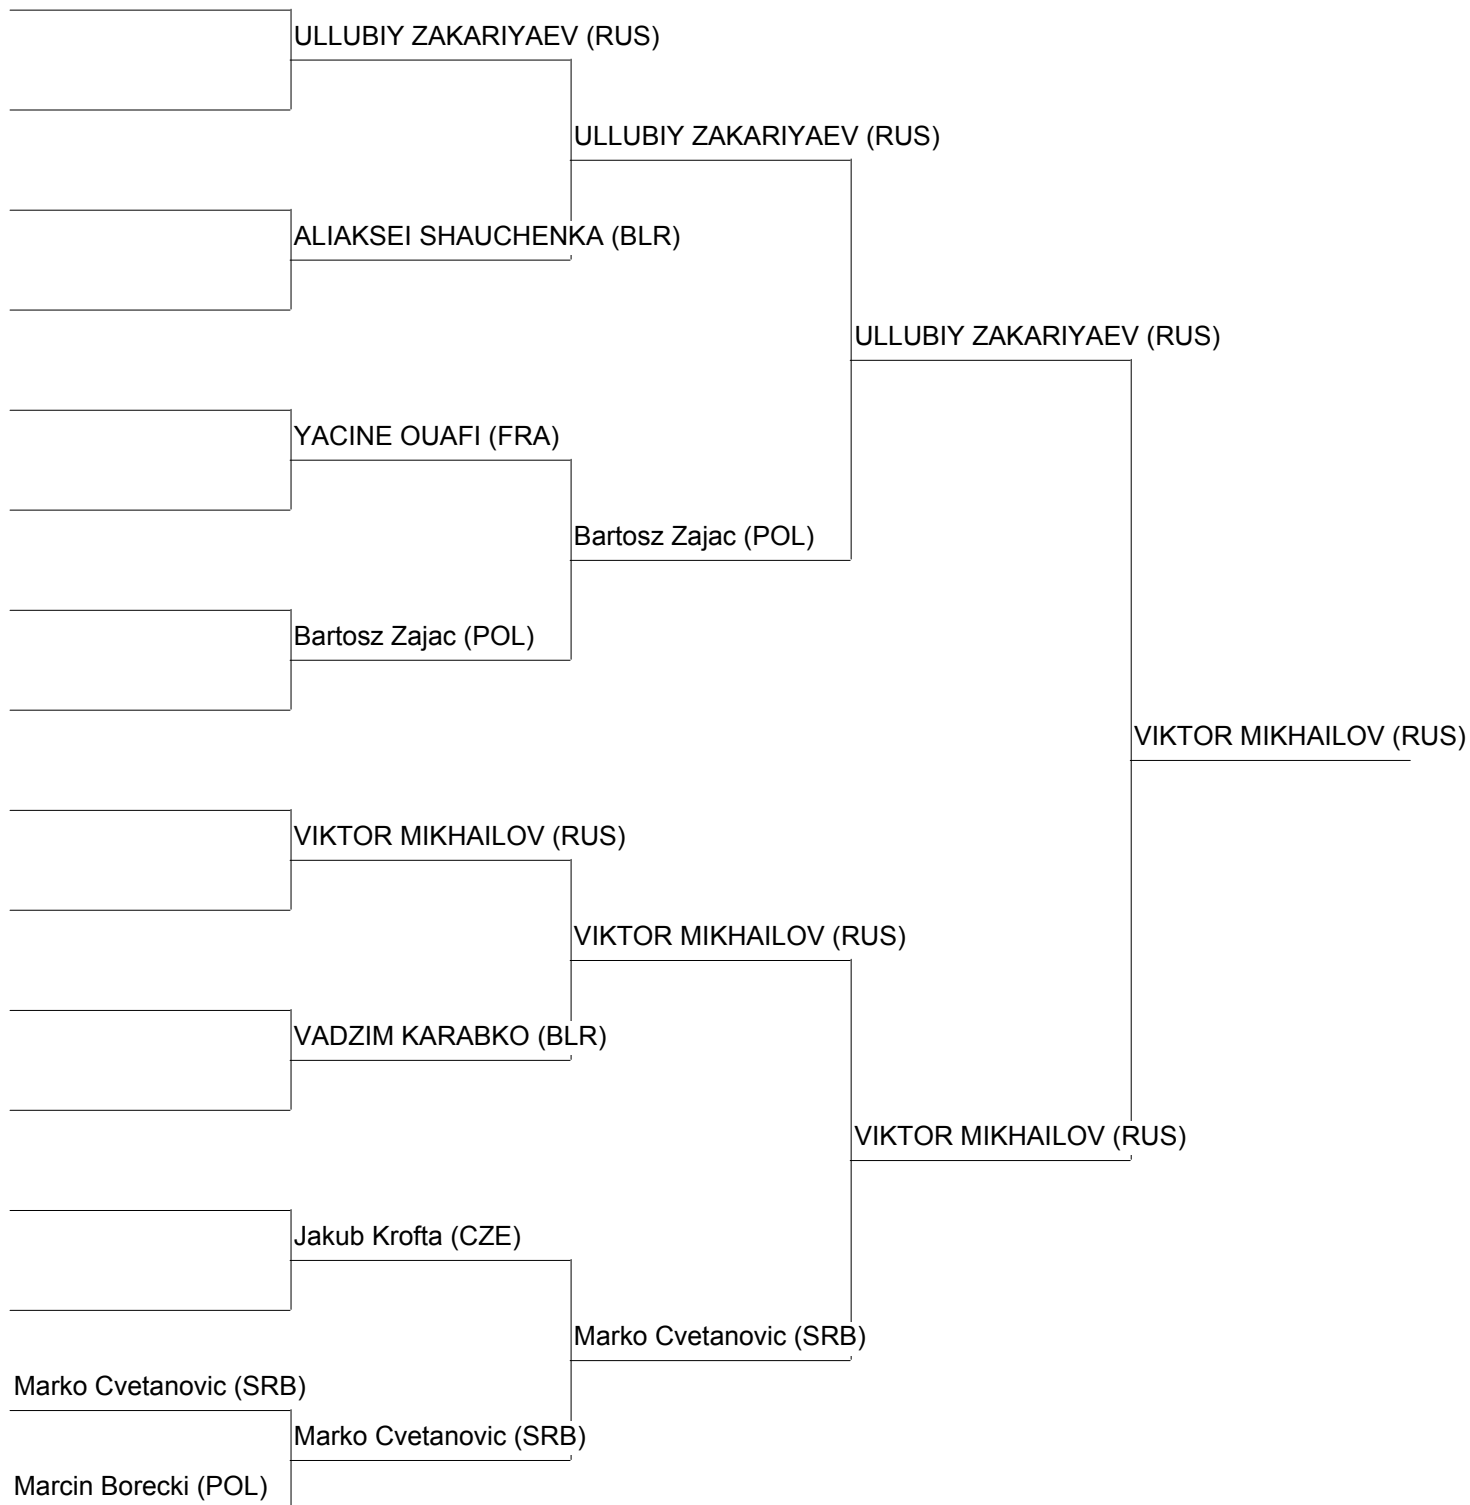 ULLUBIY ZAKARIYAEV (RUS)
ULLUBIY ZAKARIYAEV (RUS)
ALIAKSEI SHAUCHENKA (BLR)
ULLUBIY ZAKARIYAEV (RUS)
YACINE OUAFI (FRA)
Bartosz Zajac (POL)
Bartosz Zajac (POL)
VIKTOR MIKHAILOV (RUS)
VIKTOR MIKHAILOV (RUS)
VIKTOR MIKHAILOV (RUS)
VADZIM KARABKO (BLR)
VIKTOR MIKHAILOV (RUS)
Jakub Krofta (CZE)
Marko Cvetanovic (SRB)
Marko Cvetanovic (SRB)
Marko Cvetanovic (SRB)
Marcin Borecki (POL)